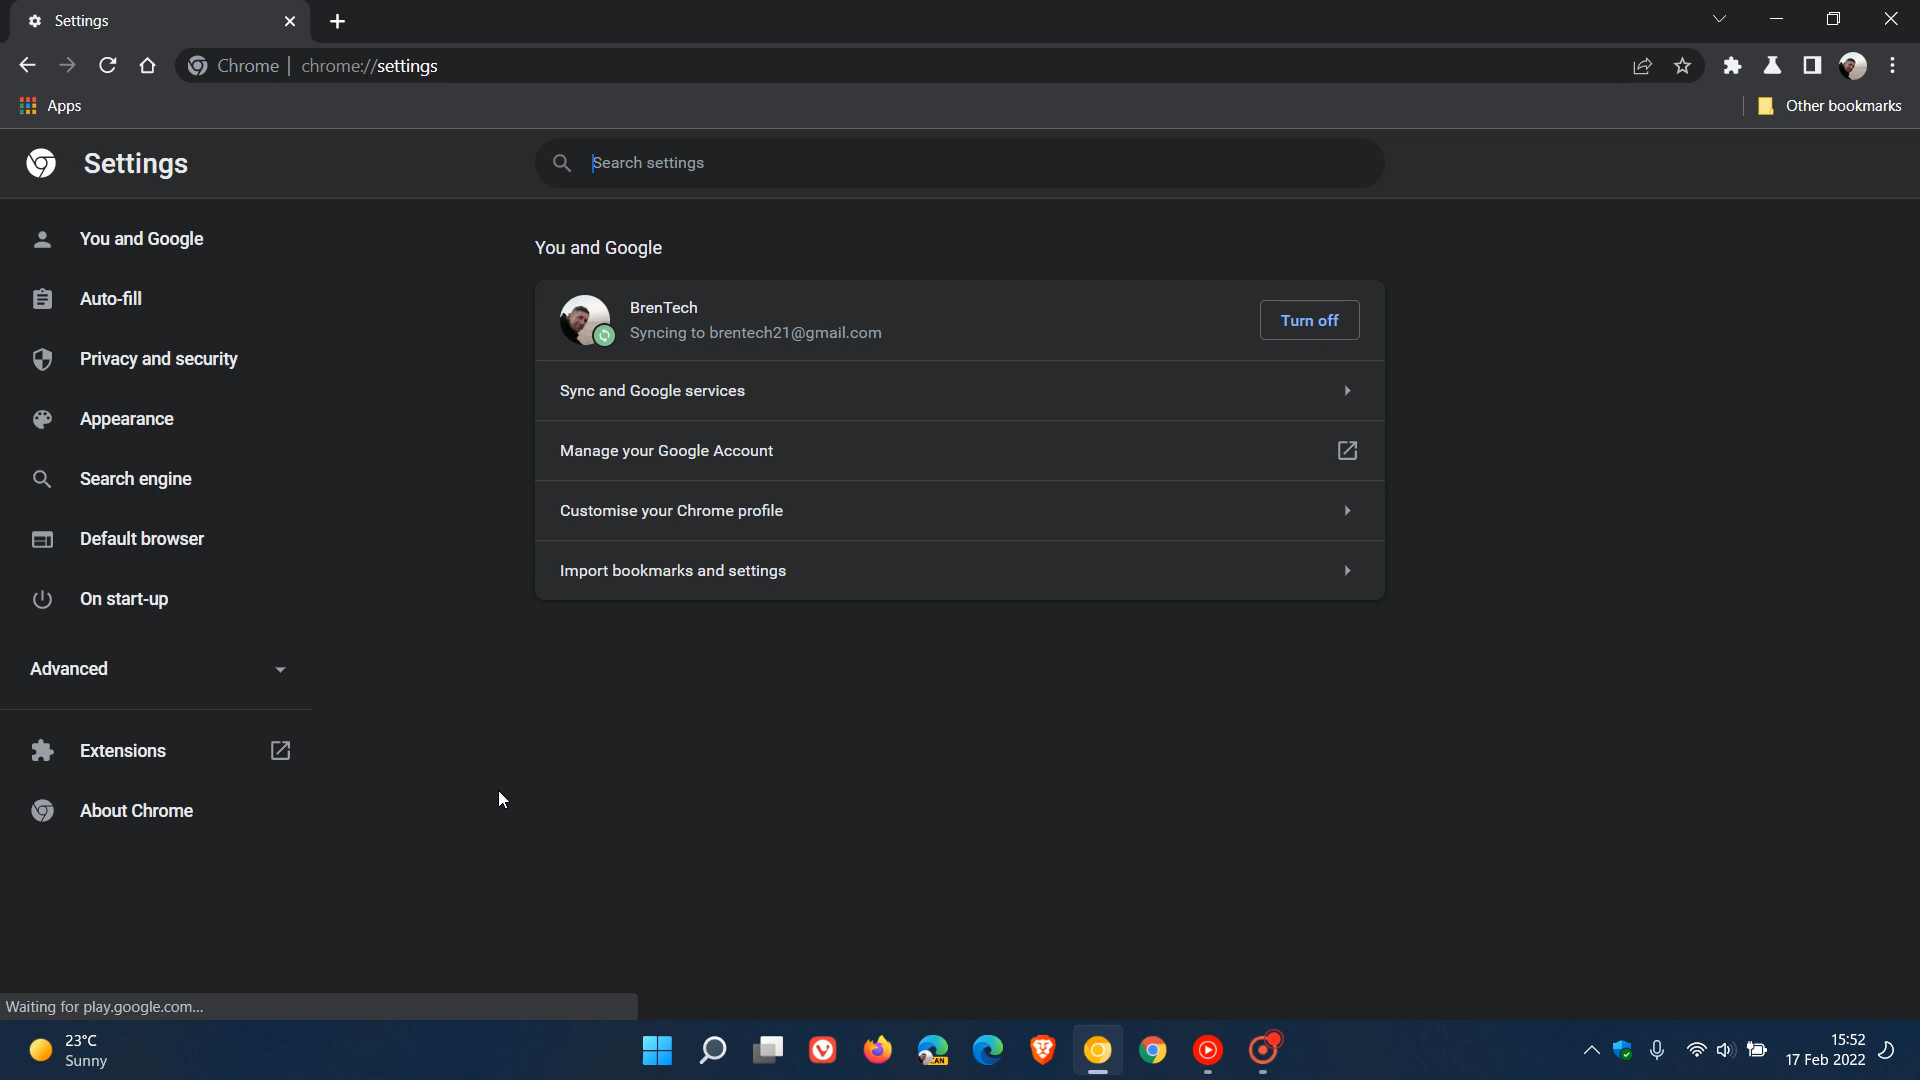 Settings
Chrome | chrome://settings
Apps
Other bookmarks
Settings
Search settings
You and Google
Auto-fill
Privacy and security
Appearance
Search engine
Default browser
On start-up
Advanced
Extensions
About Chrome
You and Google
BrenTech
Syncing to brentech21@gmail.com
Turn off
Sync and Google services
Manage your Google Account
Customise your Chrome profile
Import bookmarks and settings
Waiting for play.google.com...
23°C
Sunny
CAN
15:52
17 Feb 2022